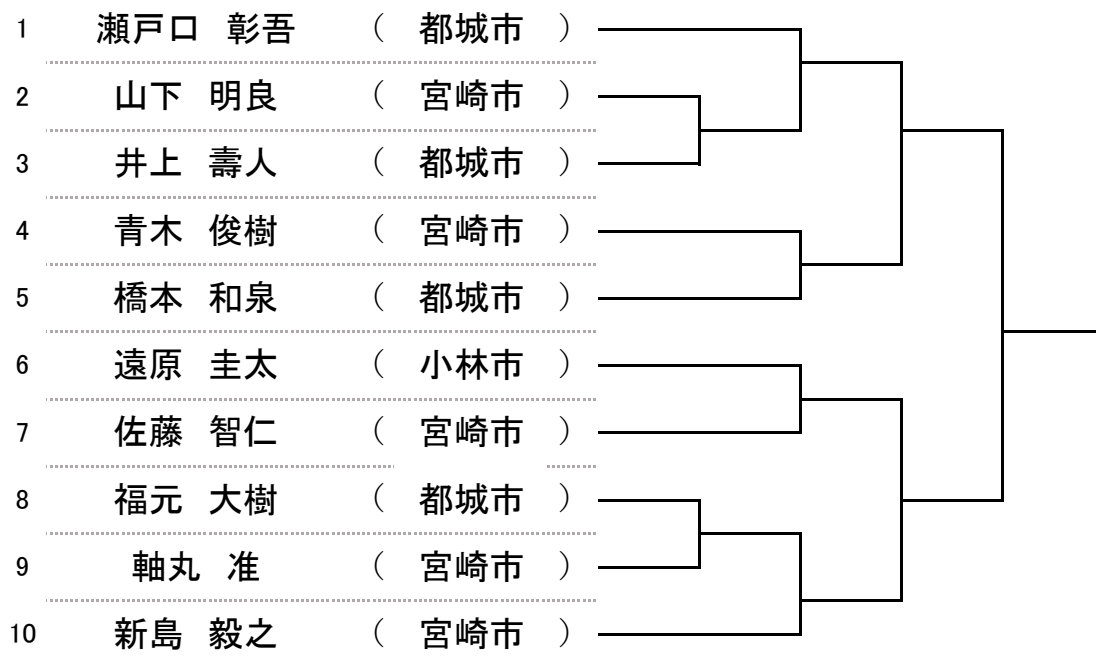 1 瀬戸口 彰吾 ( 都城市 )
2 山下 明良 ( 宮崎市 )
3 井上 壽人 ( 都城市 )
4 青木 俊樹 ( 宮崎市 )
5 橋本 和泉 ( 都城市 )
6 遠原 圭太 ( 小林市 )
7 佐藤 智仁 ( 宮崎市 )
8 福元 大樹 ( 都城市 )
9 軸丸 准 ( 宮崎市 )
10 新島 毅之 ( 宮崎市 )